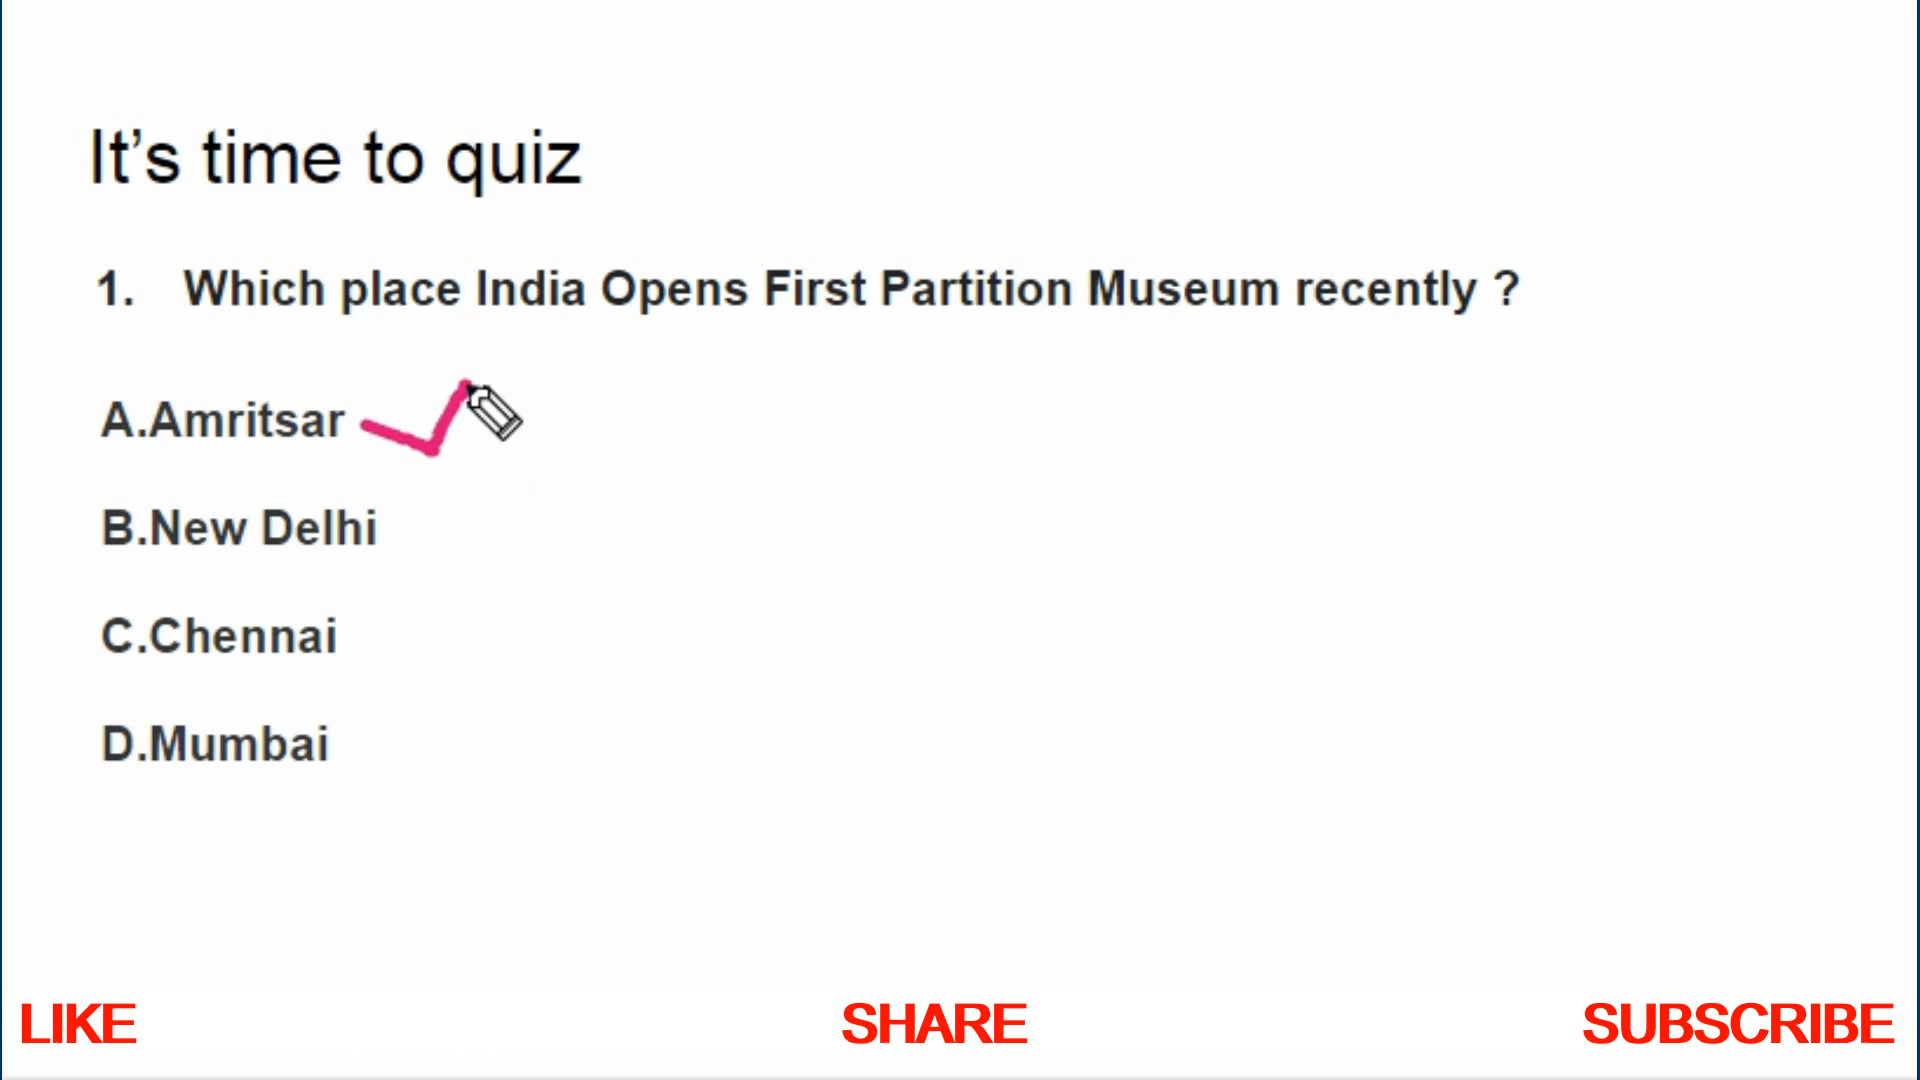 It’s time to quiz
1. Which place India Opens First Partition Museum recently ?
A.Amritsar
B.New Delhi
C.Chennai
D.Mumbai
LIKE SHARE SUBSCRIBE